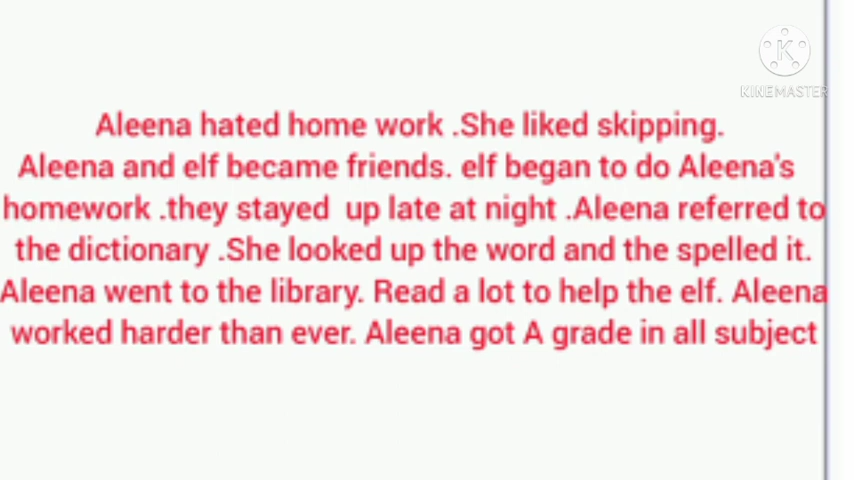 KINEMASTER
Aleena hated home work .She liked skipping.
Aleena and elf became friends. elf began to do Aleena's
homework .they stayed  up late at night .Aleena referred to
the dictionary .She looked up the word and the spelled it.
Aleena went to the library. Read a lot to help the elf. Aleena
worked harder than ever. Aleena got A grade in all subject